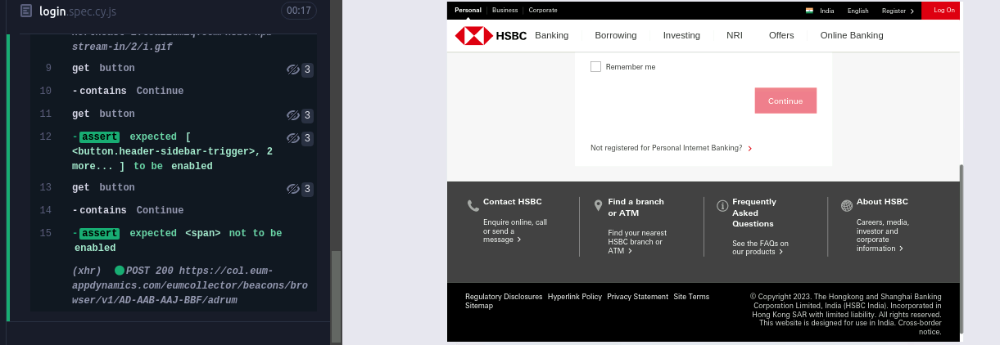 login.spec.cy.js
00:17
stream-in/2/i.gif
9 get button 3
10 -contains Continue
11 get button 3
12 -assert expected [ 3
<button.header-sidebar-trigger>, 2
more... ] to be enabled
13 get button 3
14 -contains Continue
15 -assert expected <span> not to be
enabled
(xhr) POST 200 https://col.eum-
appdynamics.com/eumcollector/beacons/bro
wser/v1/AD-AAB-AAJ-BBF/adrum
Personal Business Corporate India English Register Log On
HSBC Banking Borrowing Investing NRI Offers Online Banking
Remember me
Continue
Not registered for Personal Internet Banking?
Contact HSBC
Enquire online, call
or send a
message
Find a branch
or ATM
Find your nearest
HSBC branch or
ATM
Frequently
Asked
Questions
See the FAQs on
our products
About HSBC
Careers, media,
investor and
corporate
information
Regulatory Disclosures Hyperlink Policy Privacy Statement Site Terms
Sitemap
© Copyright 2023. The Hongkong and Shanghai Banking
Corporation Limited, India (HSBC India). Incorporated in
Hong Kong SAR with limited liability. All rights reserved.
This website is designed for use in India. Cross-border
notice.